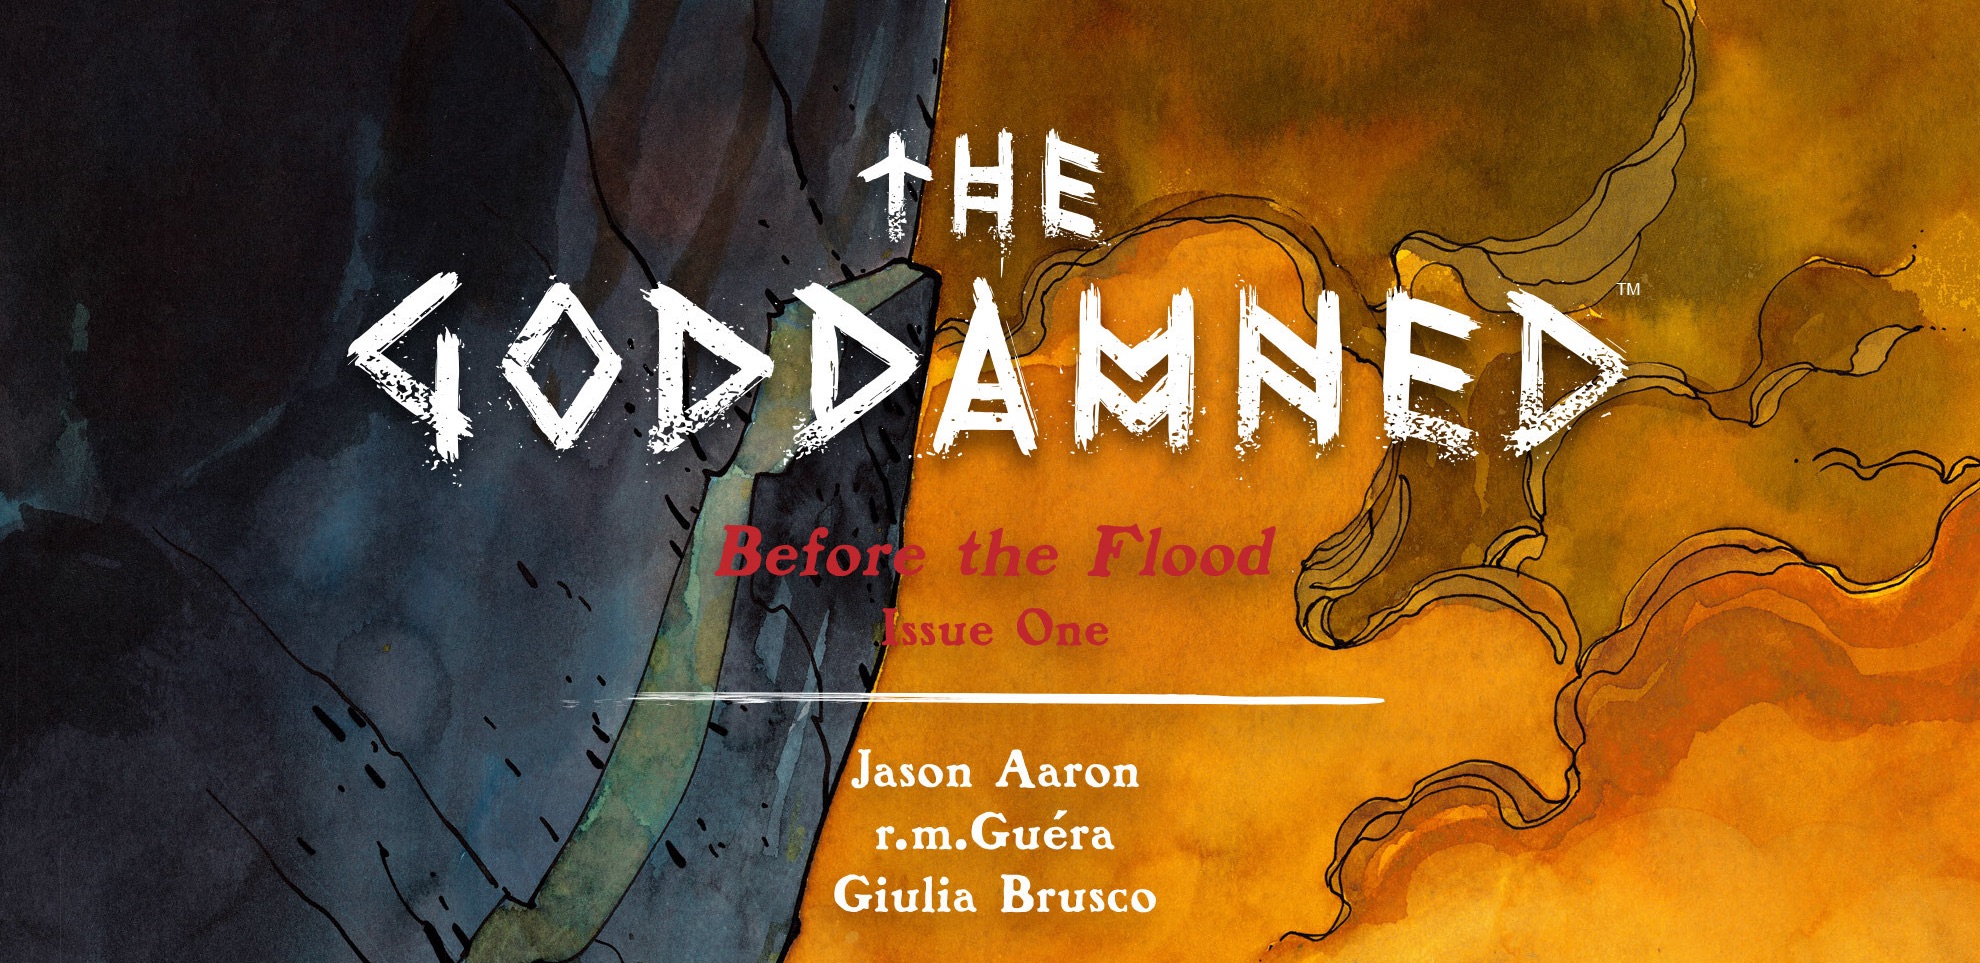 THE
GODDAMNED™
Before the Flood
Issue One
Jason Aaron
r.m.Guéra
Giulia Brusco